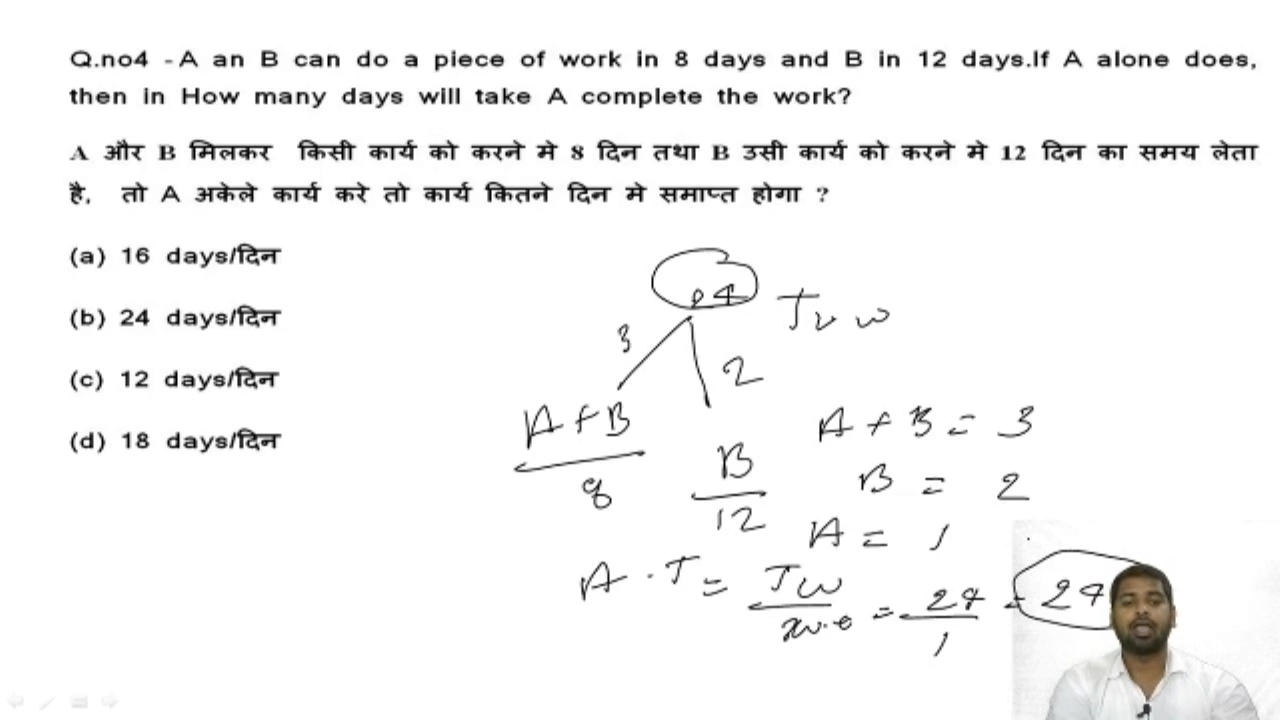 Q.no4 - A an B can do a piece of work in 8 days and B in 12 days.If A alone does,
then in How many days will take A complete the work?
A और B मिलकर किसी कार्य को करने मे 8 दिन तथा B उसी कार्य को करने मे 12 दिन का समय लेता
है, तो A अकेले कार्य करे तो कार्य कितने दिन मे समाप्त होगा ?
(a) 16 days/दिन
(b) 24 days/दिन
(c) 12 days/दिन
(d) 18 days/दिन
3
2
A + B
8
B
12
A + B = 3
B = 2
A = 1
A . T = TW = 24 = 24
1